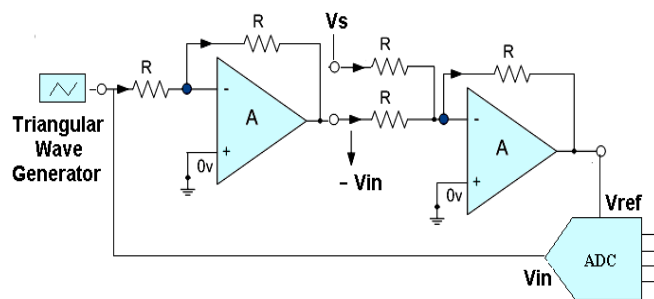 Vs
R
R
R
R
R
-
A
+
0v
-
A
+
0v
Triangular
Wave
Generator
- Vin
Vref
ADC
Vin